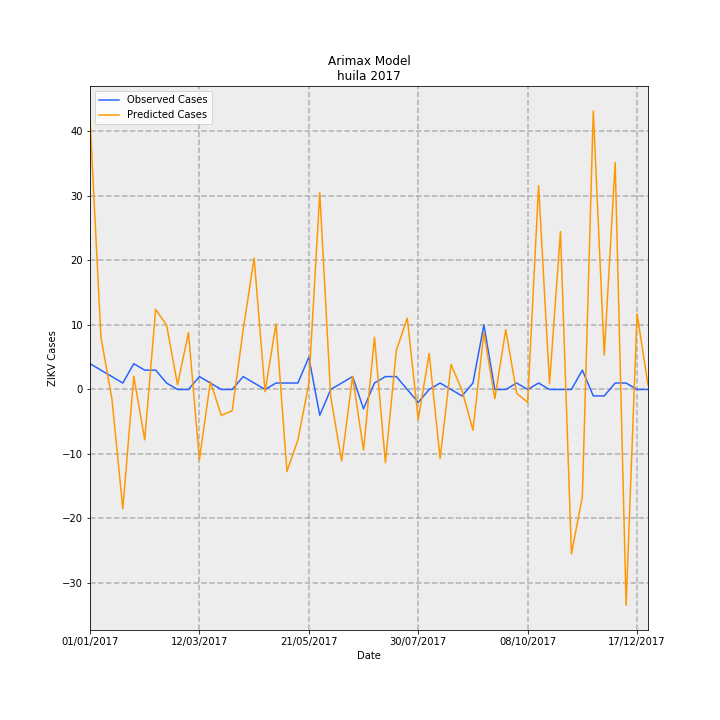 Arimax Model
huila 2017
Observed Cases
Predicted Cases
ZIKV Cases
40
30
20
10
0
−10
−20
−30
01/01/2017
12/03/2017
21/05/2017
30/07/2017
08/10/2017
17/12/2017
Date